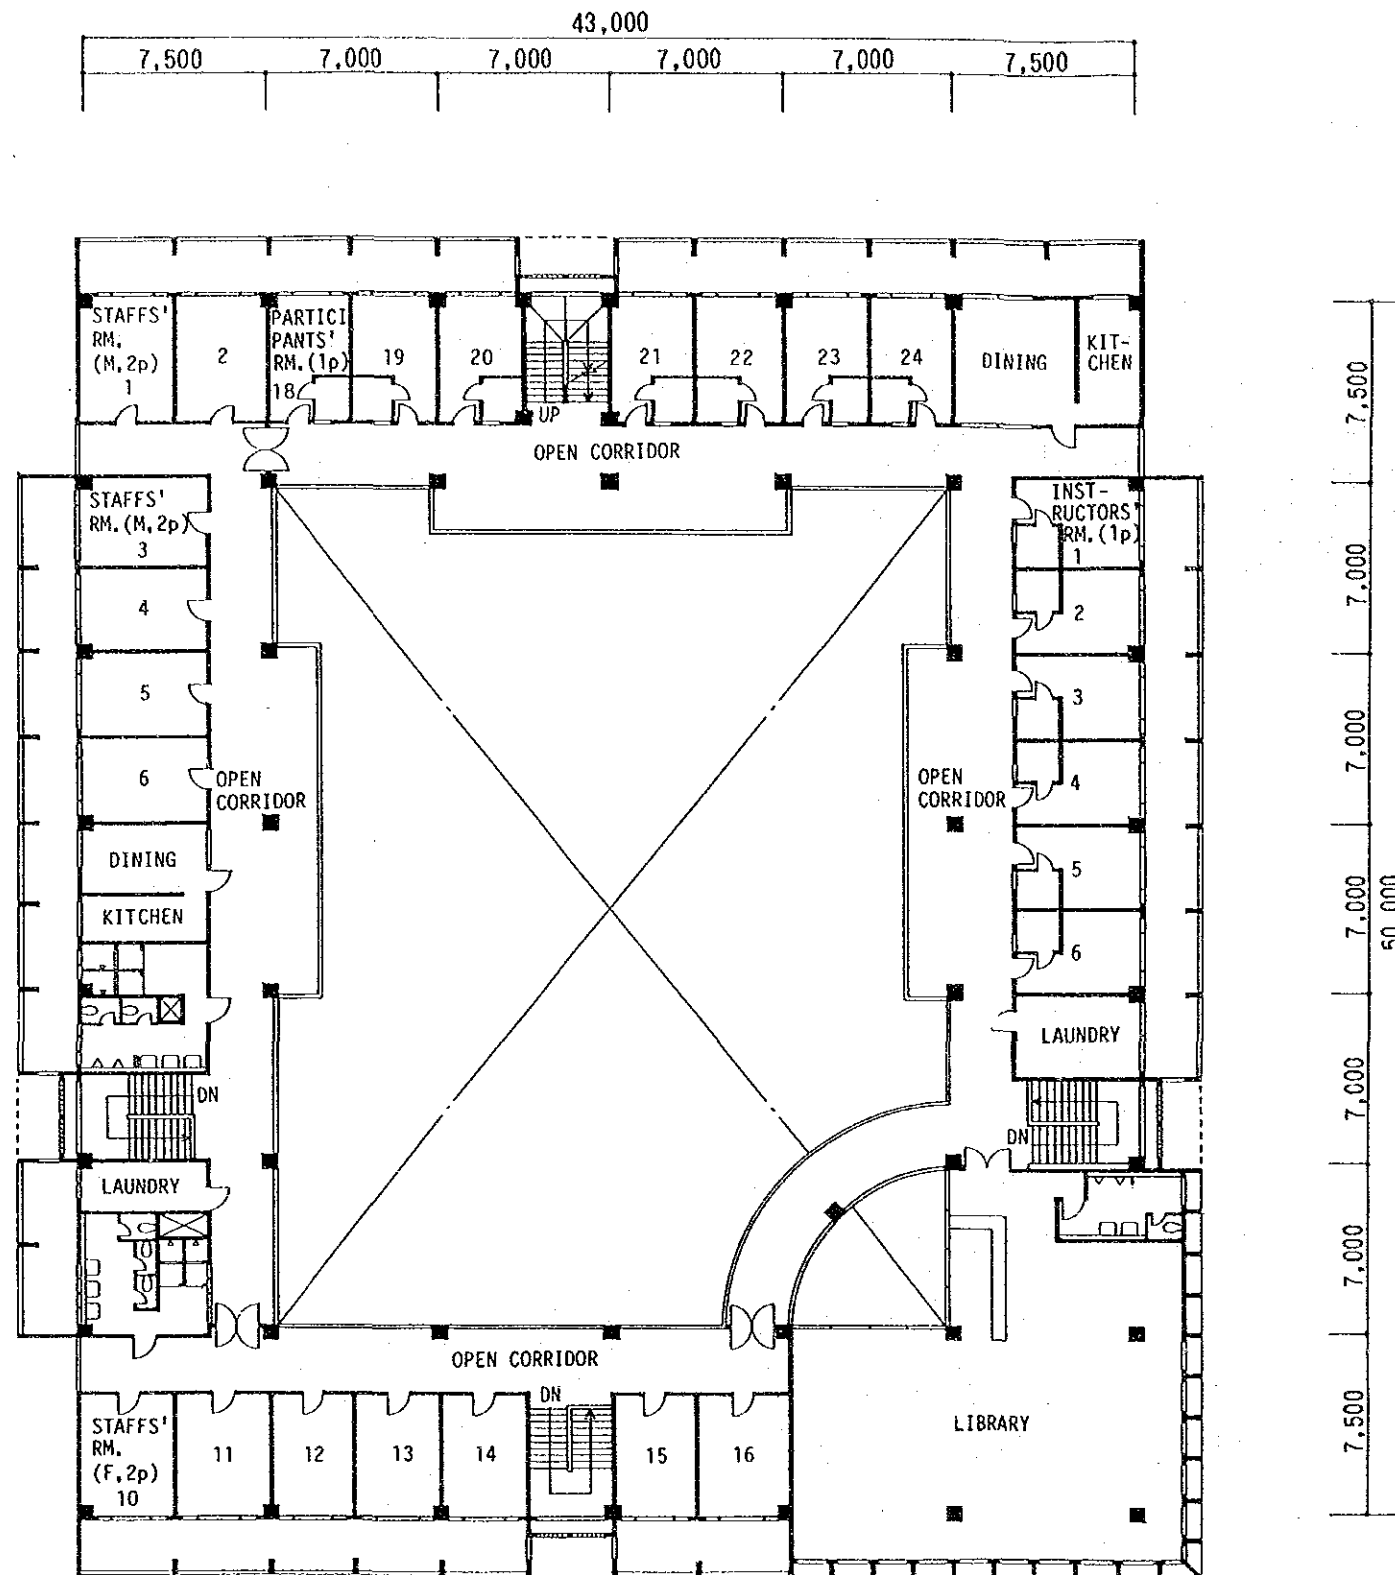 43,000
7,500 7,000 7,000 7,000 7,000 7,500
STAFFS'
RM.
(M,2p)
1
2
PARTICI
PANTS'
RM.(1p)
18
19
20
UP
21
22
23
24
DINING
KIT-
CHEN
OPEN CORRIDOR
7,500
STAFFS'
RM.(M,2p)
3
4
5
6
OPEN
CORRIDOR
DINING
KITCHEN
DN
LAUNDRY
OPEN
CORRIDOR
INST-
RUCTORS'
RM.(1p)
1
2
3
4
5
6
LAUNDRY
DN
7,000
7,000
7,000
7,000
7,000
60,000
7,500
OPEN CORRIDOR
DN
STAFFS'
RM.
(F,2p)
10
11
12
13
14
15
16
LIBRARY